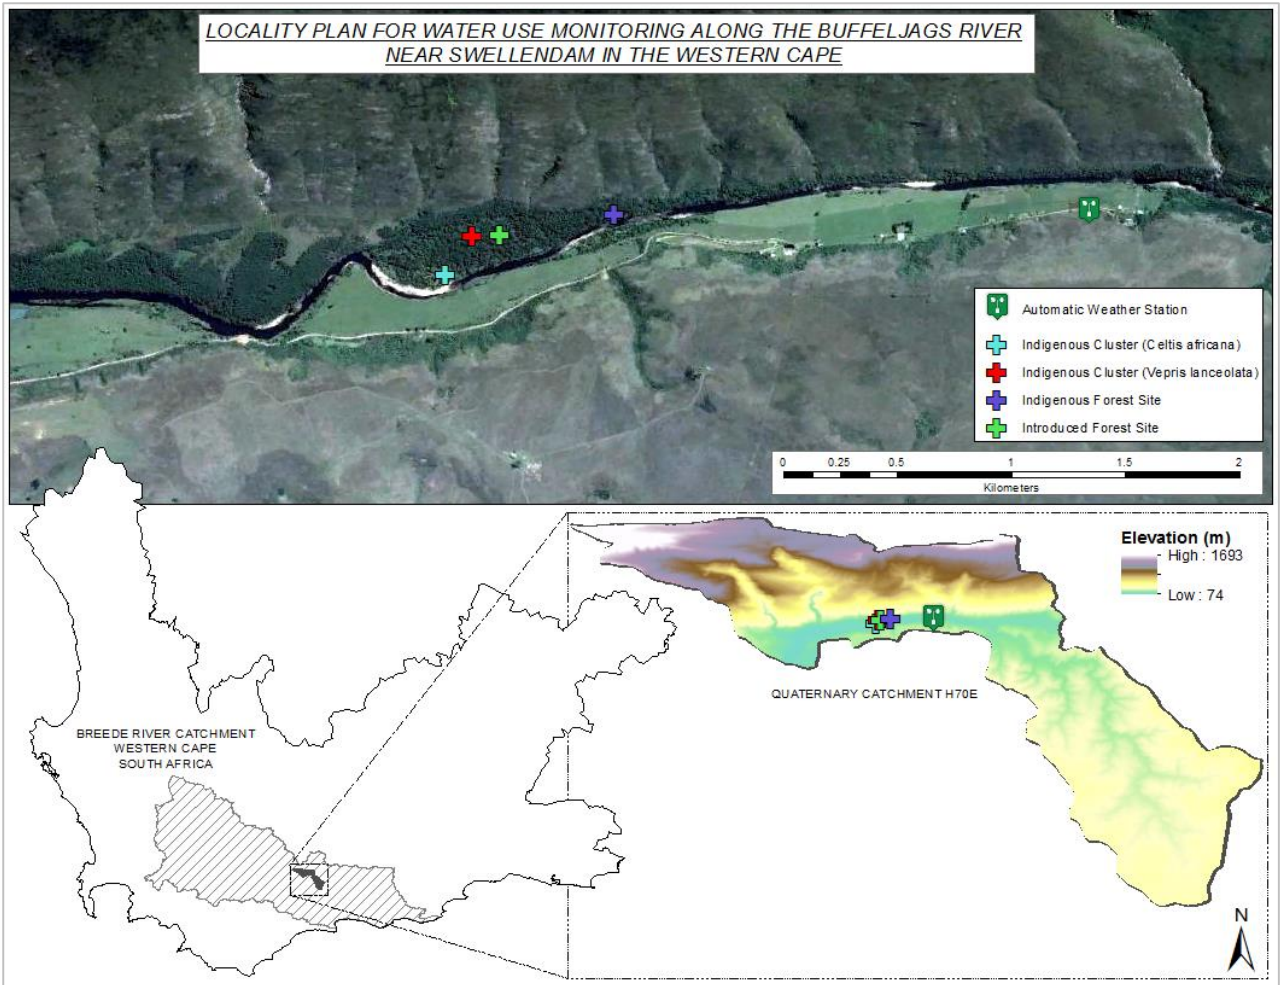 LOCALITY PLAN FOR WATER USE MONITORING ALONG THE BUFFELJAGS RIVER
NEAR SWELLENDAM IN THE WESTERN CAPE
Automatic Weather Station
Indigenous Cluster (Celtis africana)
Indigenous Cluster (Vepris lanceolata)
Indigenous Forest Site
Introduced Forest Site
0 0.25 0.5 1 1.5 2
Kilometers
Elevation (m)
High : 1693
Low : 74
QUATERNARY CATCHMENT H70E
BREEDE RIVER CATCHMENT
WESTERN CAPE
SOUTH AFRICA
N